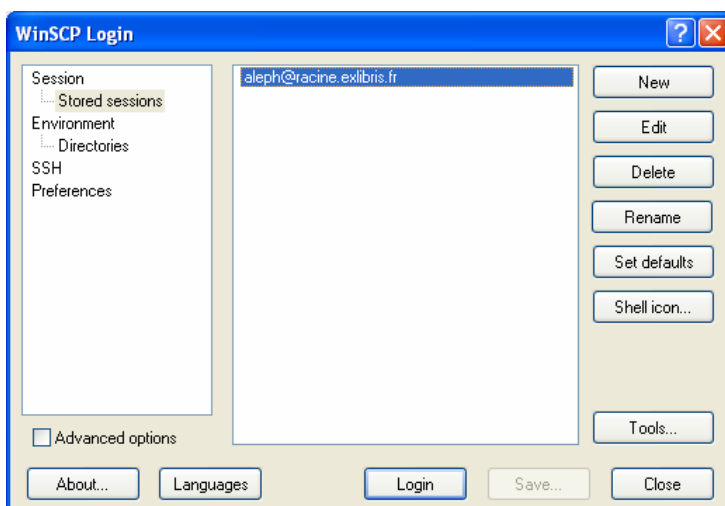 WinSCP Login
Session
Stored sessions
Environment
Directories
SSH
Preferences
Advanced options
aleph@racine.exlibris.fr
New
Edit
Delete
Rename
Set defaults
Shell icon...
Tools...
About...
Languages
Login
Save...
Close